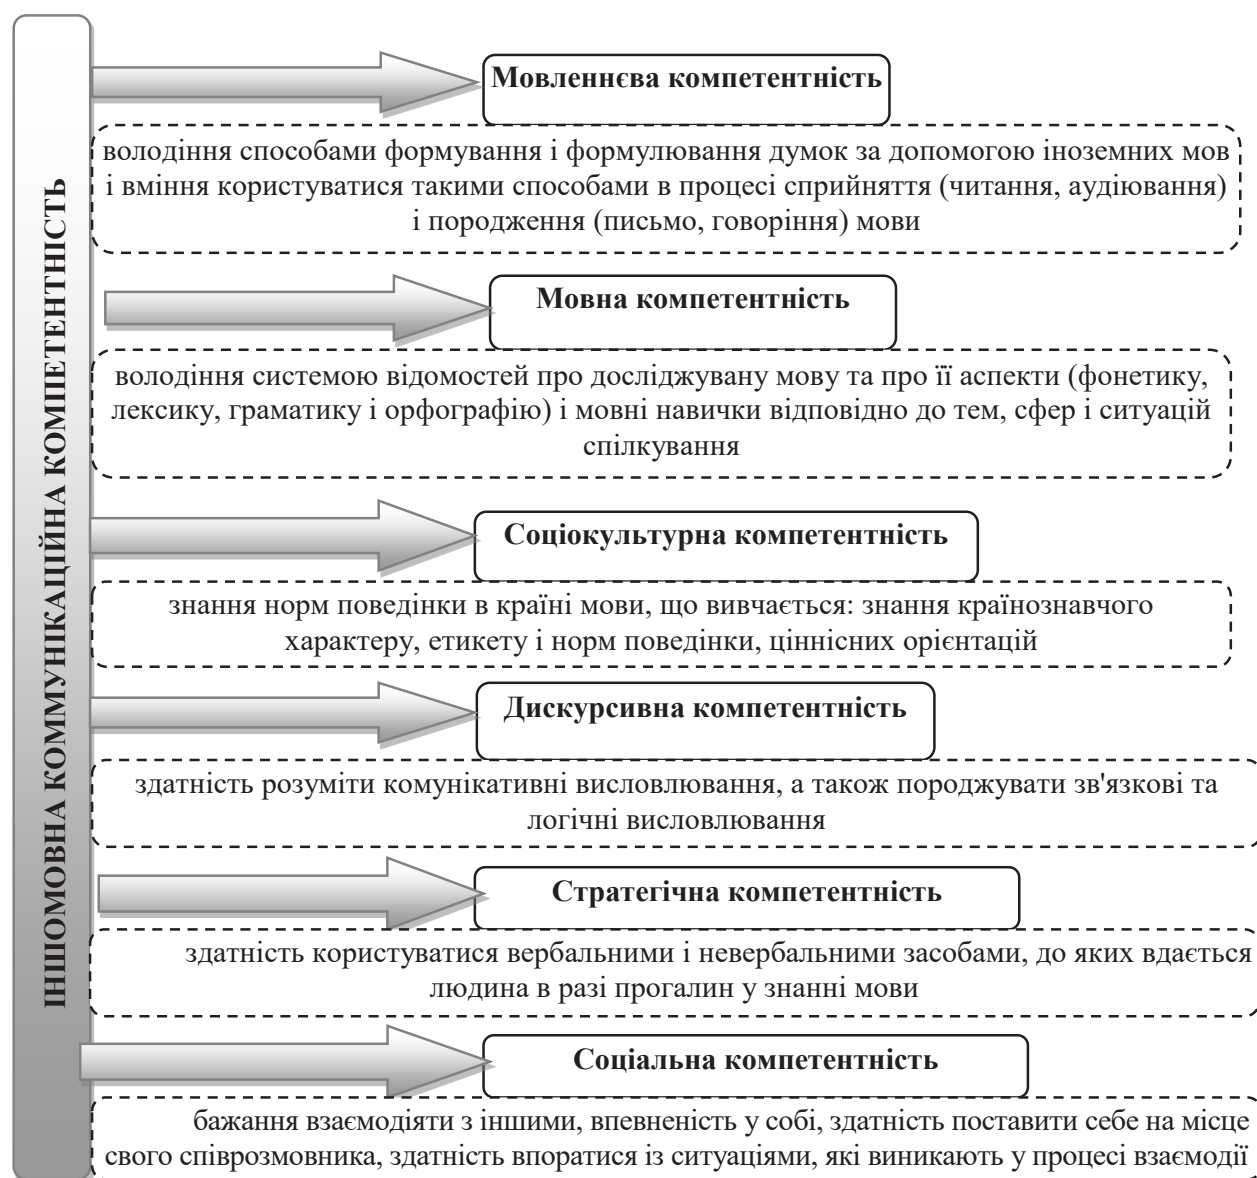 ІНШОМОВНА КОММУНІКАЦІЙНА КОМПЕТЕНТНІСТЬ
Мовленнєва компетентність
володіння способами формування і формулювання думок за допомогою іноземних мов
і вміння користуватися такими способами в процесі сприйняття (читання, аудіювання)
і породження (письмо, говоріння) мови
Мовна компетентність
володіння системою відомостей про досліджувану мову та про її аспекти (фонетику,
лексику, граматику і орфографію) і мовні навички відповідно до тем, сфер і ситуацій
спілкування
Соціокультурна компетентність
знання норм поведінки в країні мови, що вивчається: знання країнознавчого
характеру, етикету і норм поведінки, ціннісних орієнтацій
Дискурсивна компетентність
здатність розуміти комунікативні висловлювання, а також породжувати зв'язкові та
логічні висловлювання
Стратегічна компетентність
здатність користуватися вербальними і невербальними засобами, до яких вдається
людина в разі прогалин у знанні мови
Соціальна компетентність
бажання взаємодіяти з іншими, впевненість у собі, здатність поставити себе на місце
свого співрозмовника, здатність впоратися із ситуаціями, які виникають у процесі взаємодії